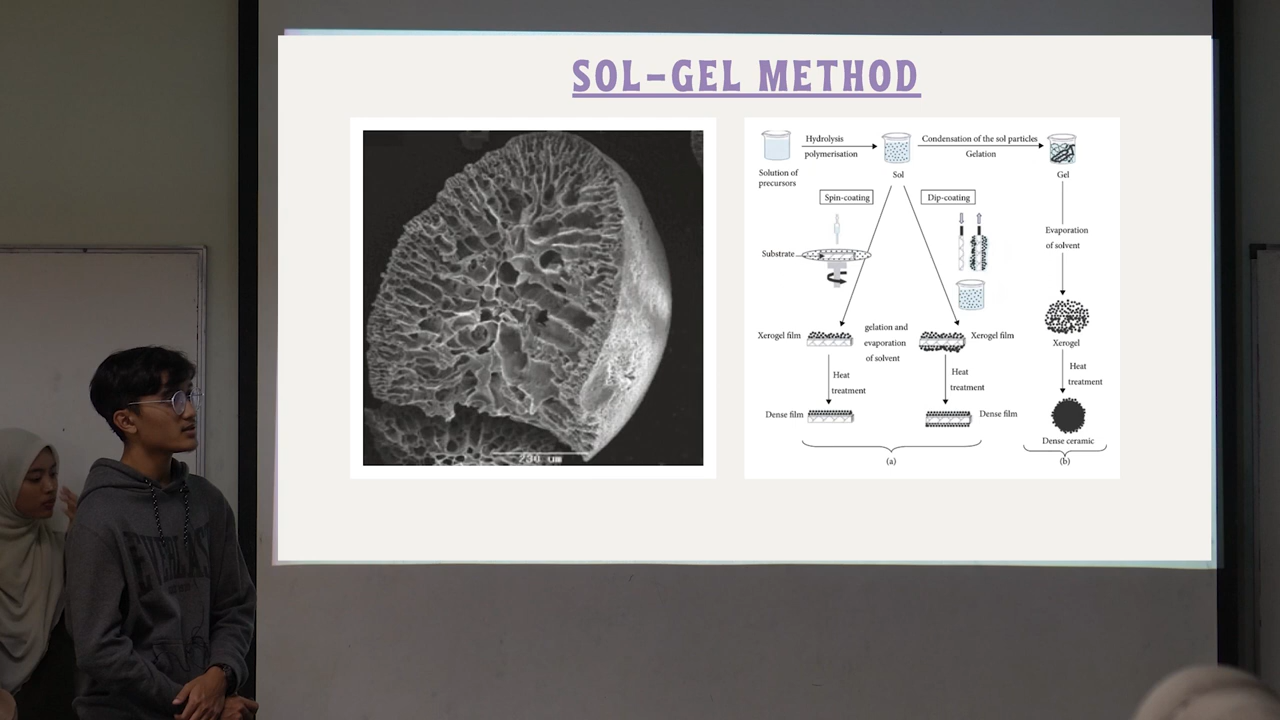 SOL-GEL METHOD
230 um
Hydrolysis
polymerisation
Condensation of the sol particles
Gelation
Solution of
precursors
Sol
Gel
Spin-coating
Dip-coating
Substrate
Evaporation
of solvent
Xerogel film
gelation and
evaporation
of solvent
Xerogel film
Xerogel
Heat
treatment
Heat
treatment
Heat
treatment
Dense film
Dense film
Dense ceramic
(a)
(b)